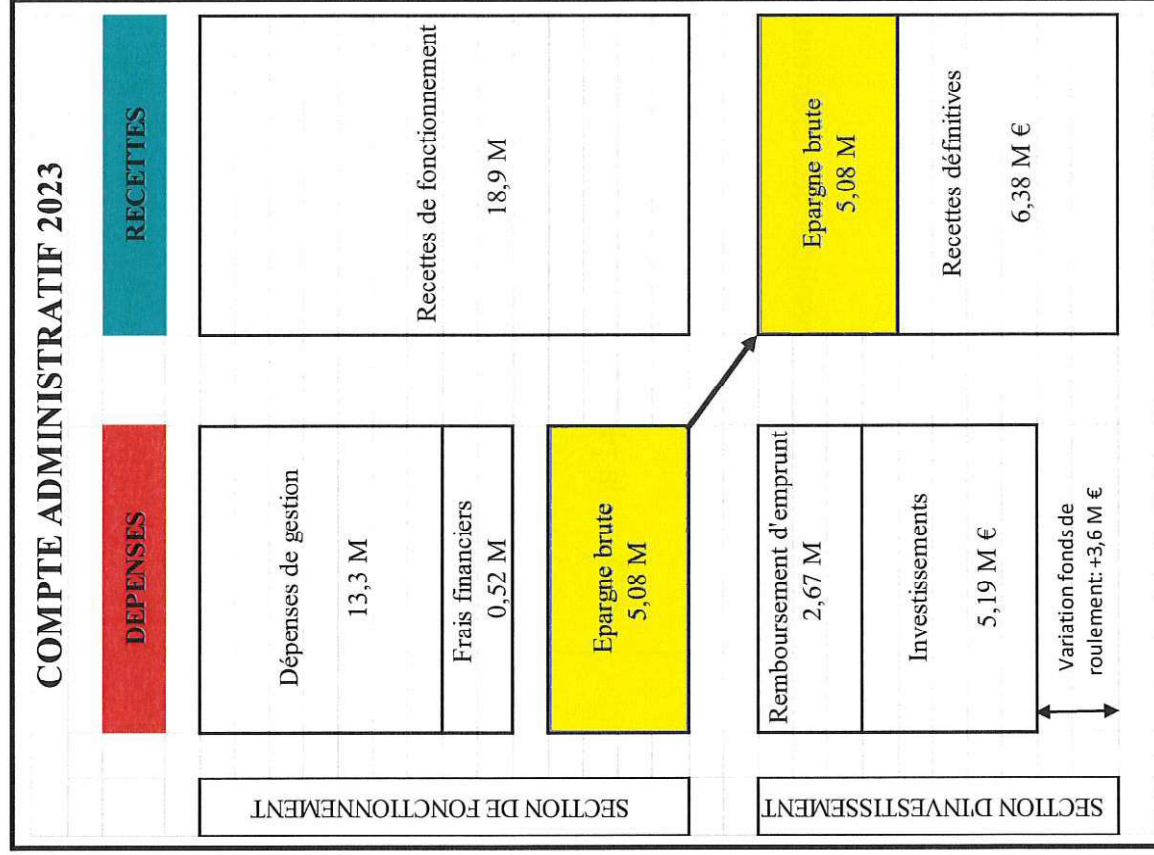 COMPTE ADMINISTRATIF 2023
DEPENSES
RECETTES
SECTION DE FONCTIONNEMENT
Dépenses de gestion
13,3 M
Frais financiers
0,52 M
Epargne brute
5,08 M
Recettes de fonctionnement
18,9 M
SECTION D'INVESTISSEMENT
Remboursement d'emprunt
2,67 M
Investissements
5,19 M €
Variation fonds de
roulement: +3,6 M €
Epargne brute
5,08 M
Recettes définitives
6,38 M €